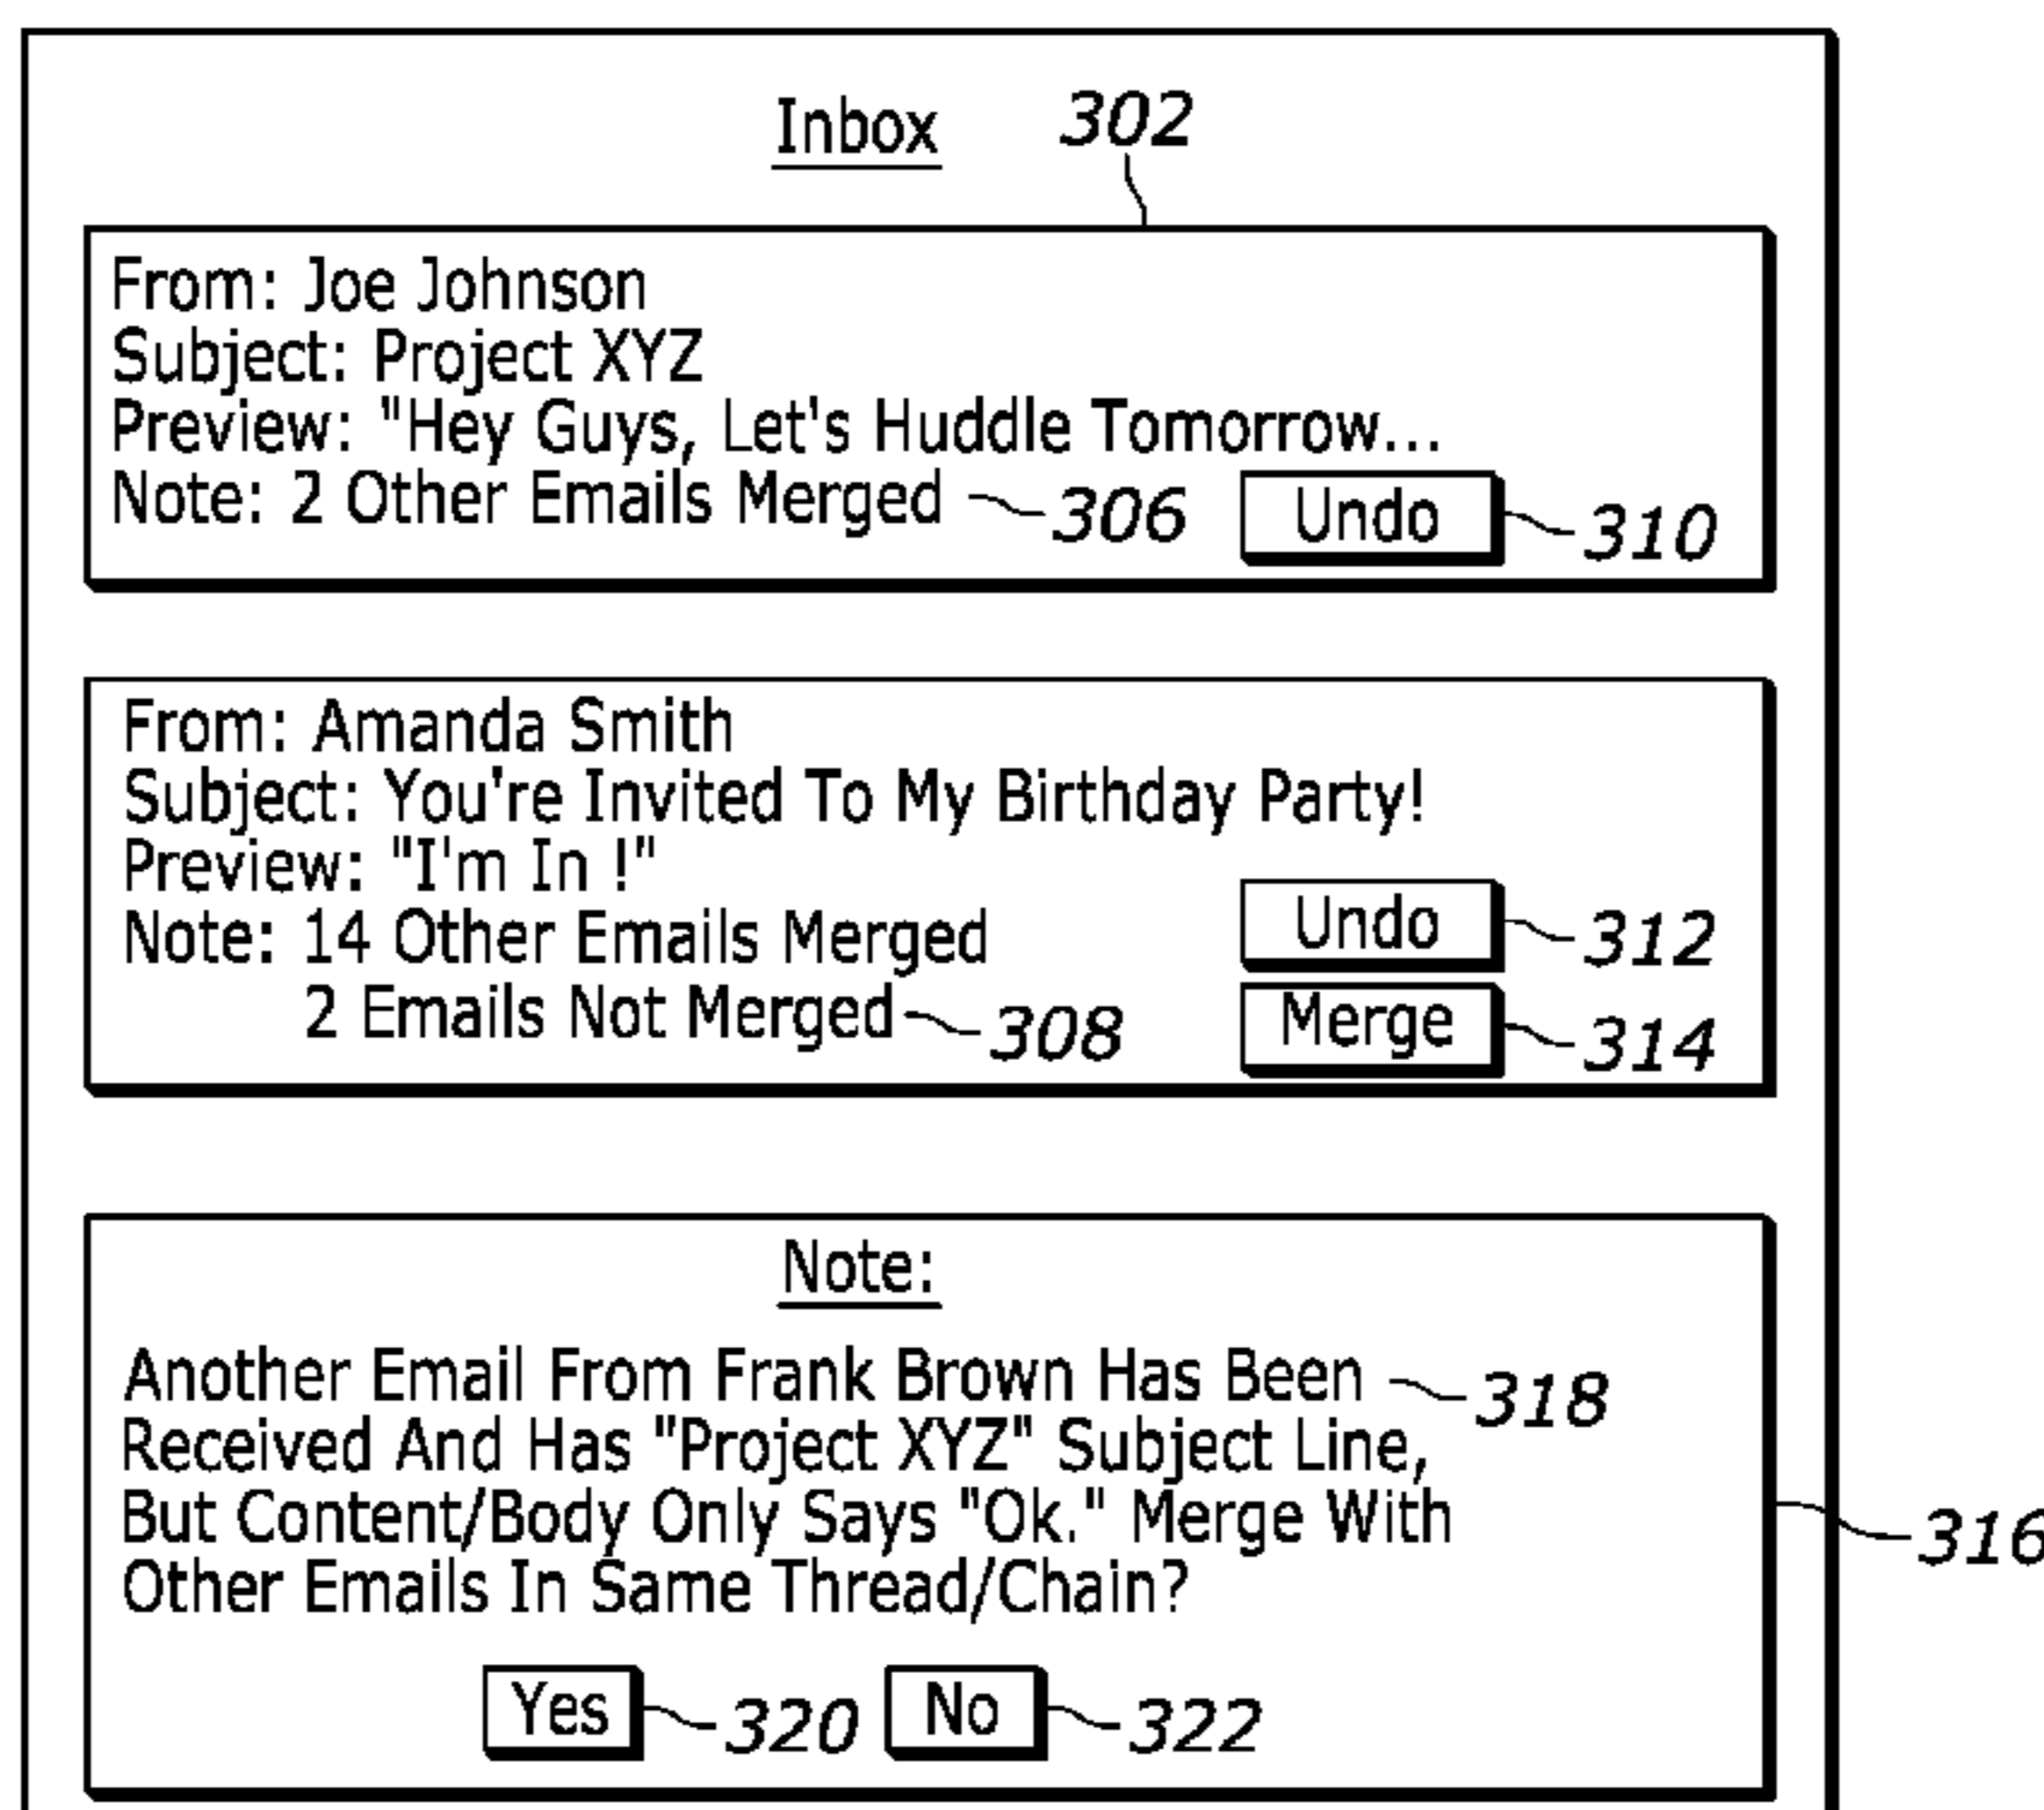 Inbox 302
From: Joe Johnson
Subject: Project XYZ
Preview: "Hey Guys, Let's Huddle Tomorrow...
Note: 2 Other Emails Merged 306 Undo 310
From: Amanda Smith
Subject: You're Invited To My Birthday Party!
Preview: "I'm In !"
Note: 14 Other Emails Merged Undo 312
2 Emails Not Merged 308 Merge 314
Note:
Another Email From Frank Brown Has Been 318
Received And Has "Project XYZ" Subject Line,
But Content/Body Only Says "Ok." Merge With 316
Other Emails In Same Thread/Chain?
Yes 320 No 322